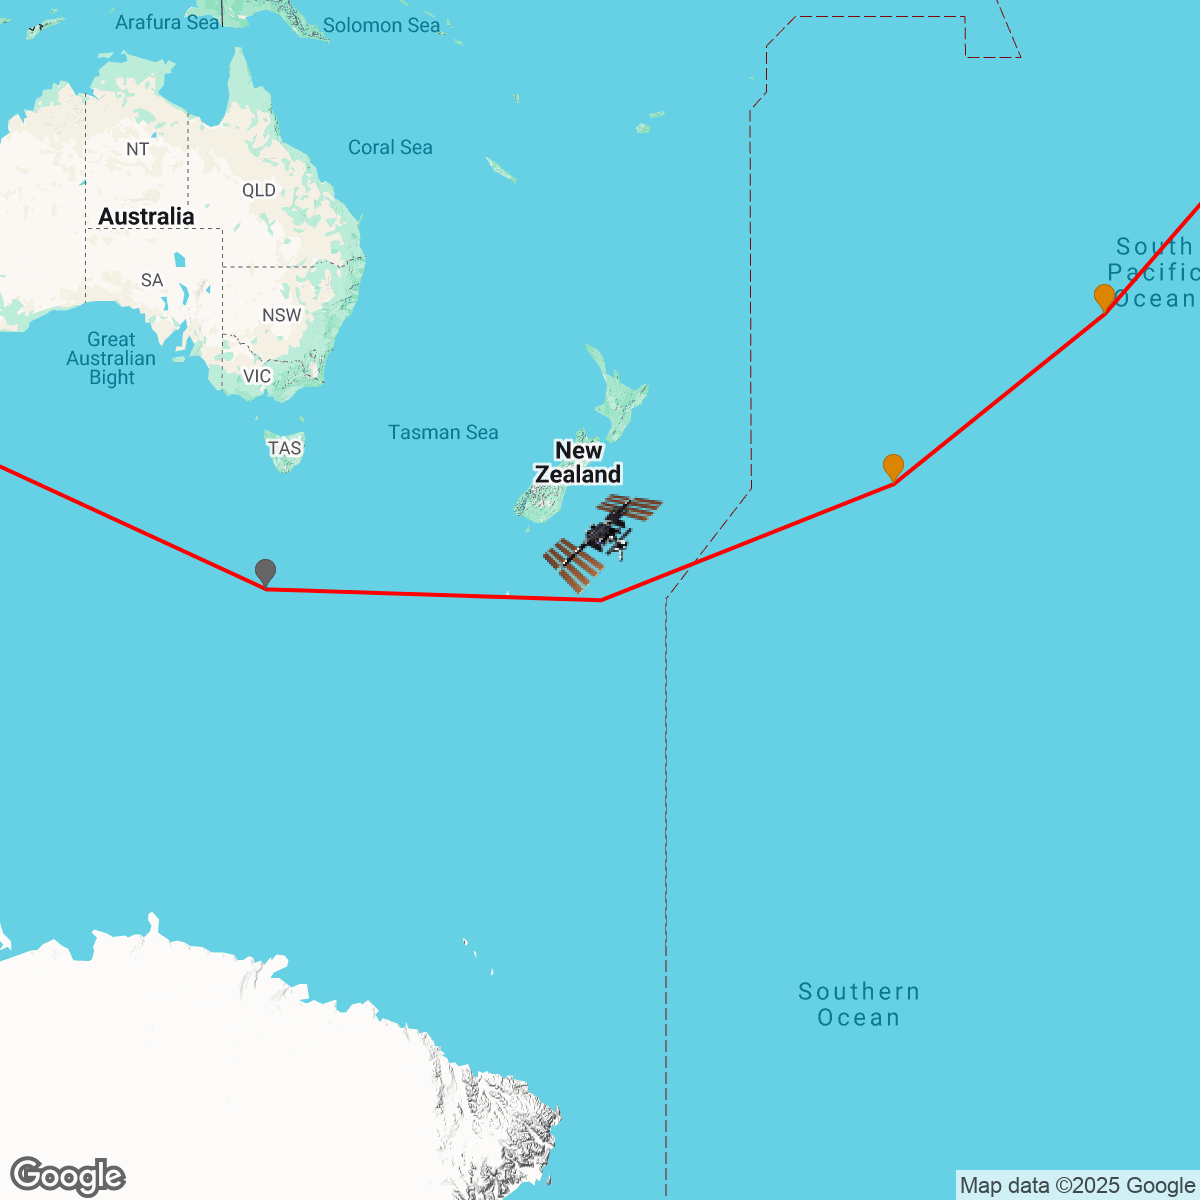 Arafura Sea
Solomon Sea
NT
Coral Sea
QLD
Australia
South
Pacific
Ocean
SA
NSW
Great
Australian
Bight
VIC
Tasman Sea
TAS
New
Zealand
Southern
Ocean
Google
Map data ©2025 Google